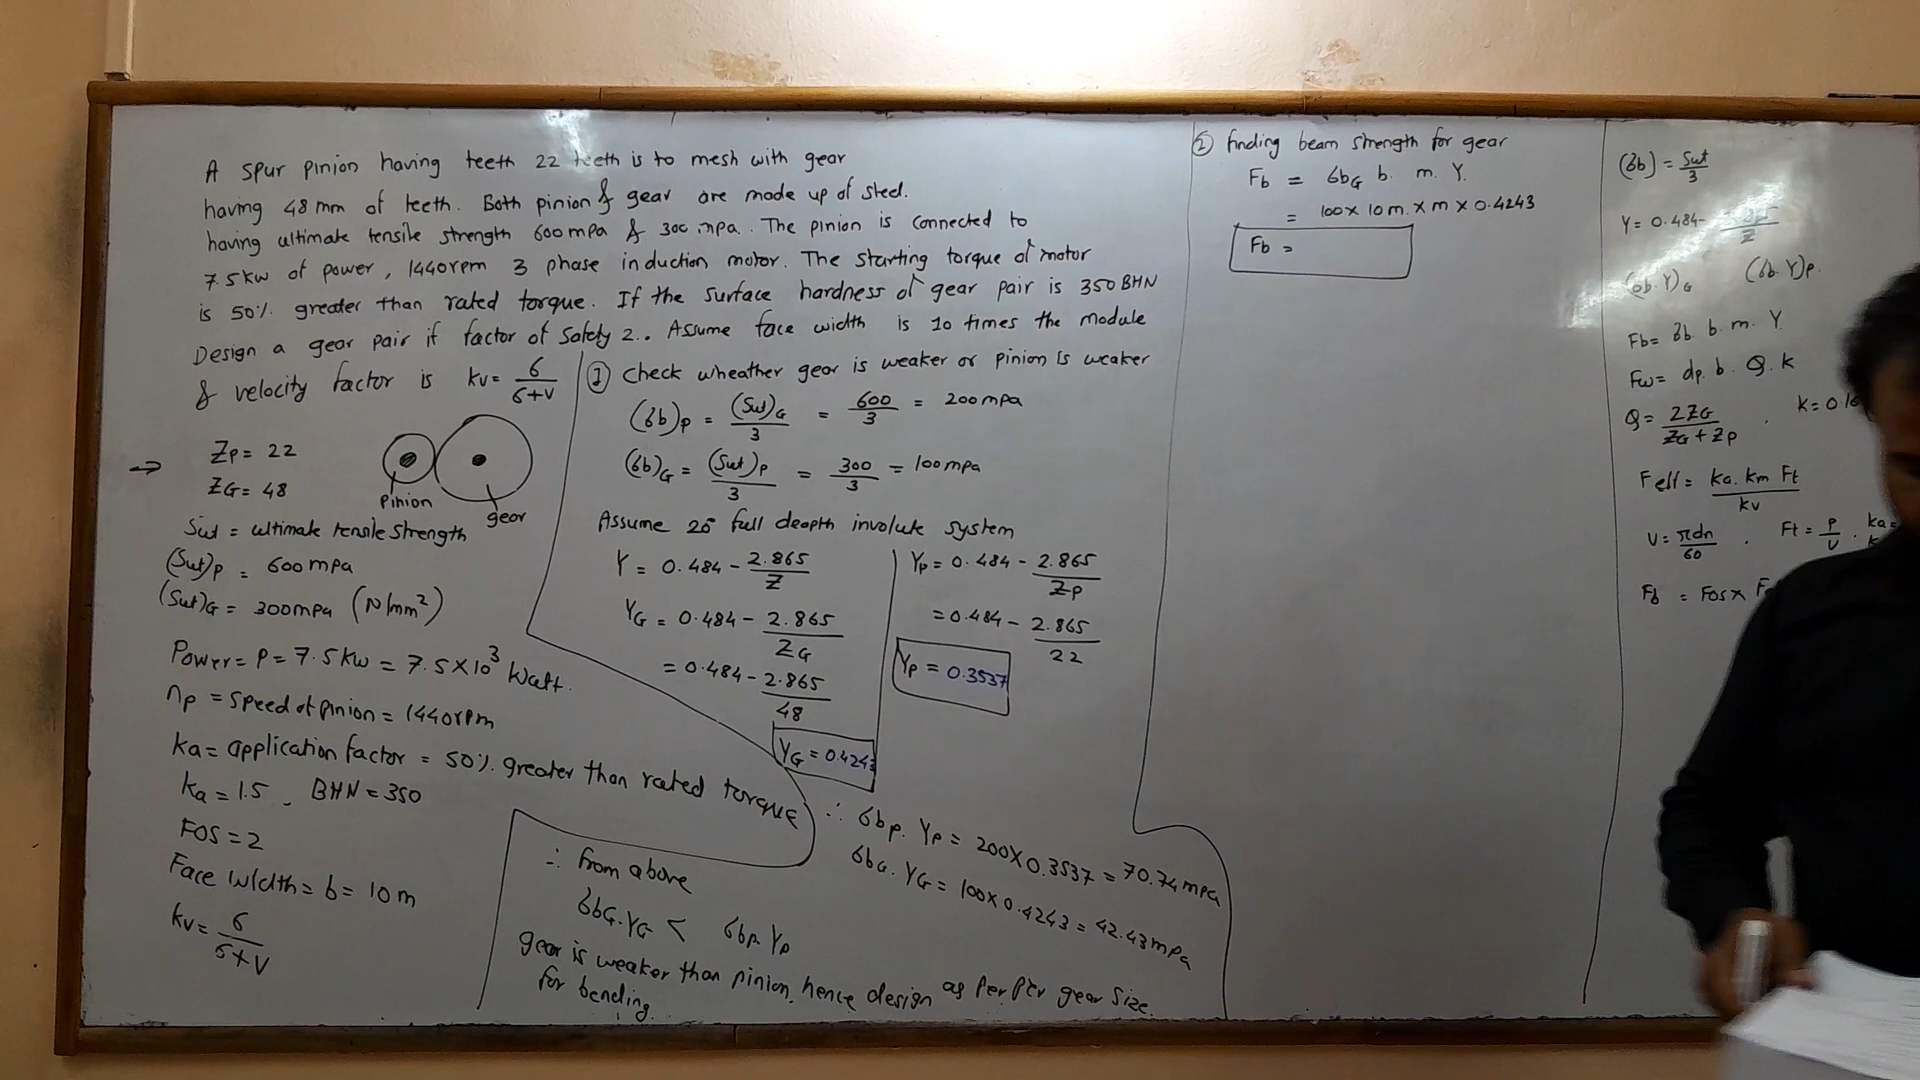 A spur pinion having teeth 22 teeth is to mesh with gear
having 48 mm of teeth. Both pinion & gear are made up of steel.
having ultimate tensile strength 600 mpa & 300 mpa. The pinion is connected to
7.5 kw of power, 1440 rpm 3 phase induction motor. The starting torque of motor
is 50% greater than rated torque. If the surface hardness of gear pair is 350 BHN
Design a gear pair if factor of Safety 2.. Assume face width is 10 times the module
& velocity factor is kv = 6/(6+v)
→ Zp = 22
ZG = 48
pinion
gear
Sut = ultimate tensile strength
(Sut)p = 600 mpa
(Sut)G = 300 mpa (N/mm²)
Power = P = 7.5 kw = 7.5 × 10³ Watt.
np = speed of pinion = 1440 rpm
ka = application factor = 50% greater than rated torque
ka = 1.5, BHN = 350
FOS = 2
Face width = b = 10 m
kv = 6/(6+v)
① check wheather gear is weaker or pinion is weaker
(σb)p = (Sut)G/3 = 600/3 = 200 mpa
(σb)G = (Sut)p/3 = 300/3 = 100 mpa
Assume 20° full deapth involute system
Y = 0.484 - 2.865/Z
YG = 0.484 - 2.865/ZG
= 0.484 - 2.865/48
YG = 0.4243
Yp = 0.484 - 2.865/Zp
= 0.484 - 2.865/22
Yp = 0.3537
∴ σbp. Yp = 200 × 0.3537 = 70.74 mpa
σbG. YG = 100 × 0.4243 = 42.43 mpa
∴ from above
σbG. YG < σbp. Yp
gear is weaker than pinion, hence design as per per gear size.
for bending.
② finding beam strength for gear
Fb = σbG b. m. Y.
= 100 × 10 m. × m × 0.4243
Fb =
(σb) = Sut/3
Y = 0.484 - /Z
(σb. Y)G (σb. Y)p.
Fb = σb. b. m. Y
Fw = dp. b. Q. k
Q = 2ZG/(ZG + Zp) , k = 0.16
Feff = ka. km Ft/kv
V = πdn/60 , Ft = P/V . ka =
Fb = FOS ×